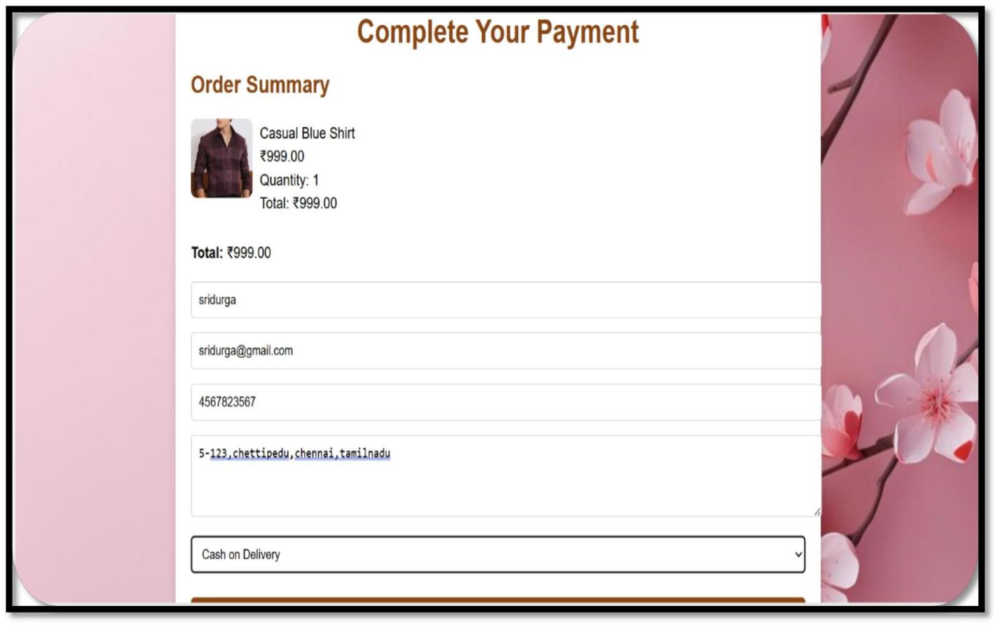 Complete Your Payment
Order Summary
Casual Blue Shirt
₹999.00
Quantity: 1
Total: ₹999.00
Total: ₹999.00
sridurga
sridurga@gmail.com
4567823567
5-123,chettipedu,chennai,tamilnadu
Cash on Delivery